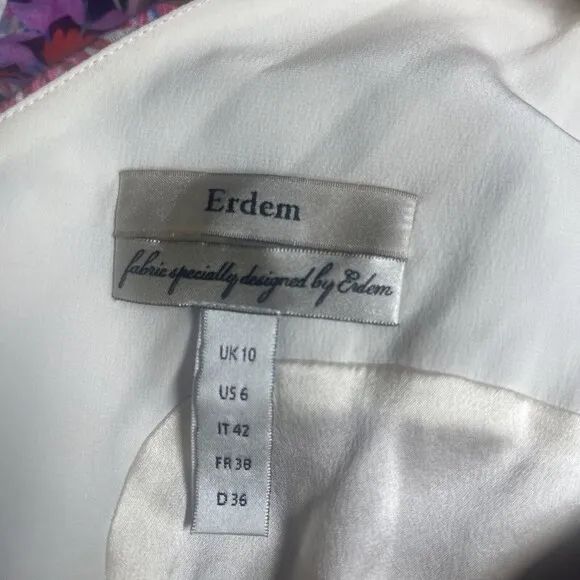 Erdem
fabric specially designed by Erdem
UK 10
US 6
IT 42
FR 38
D 36